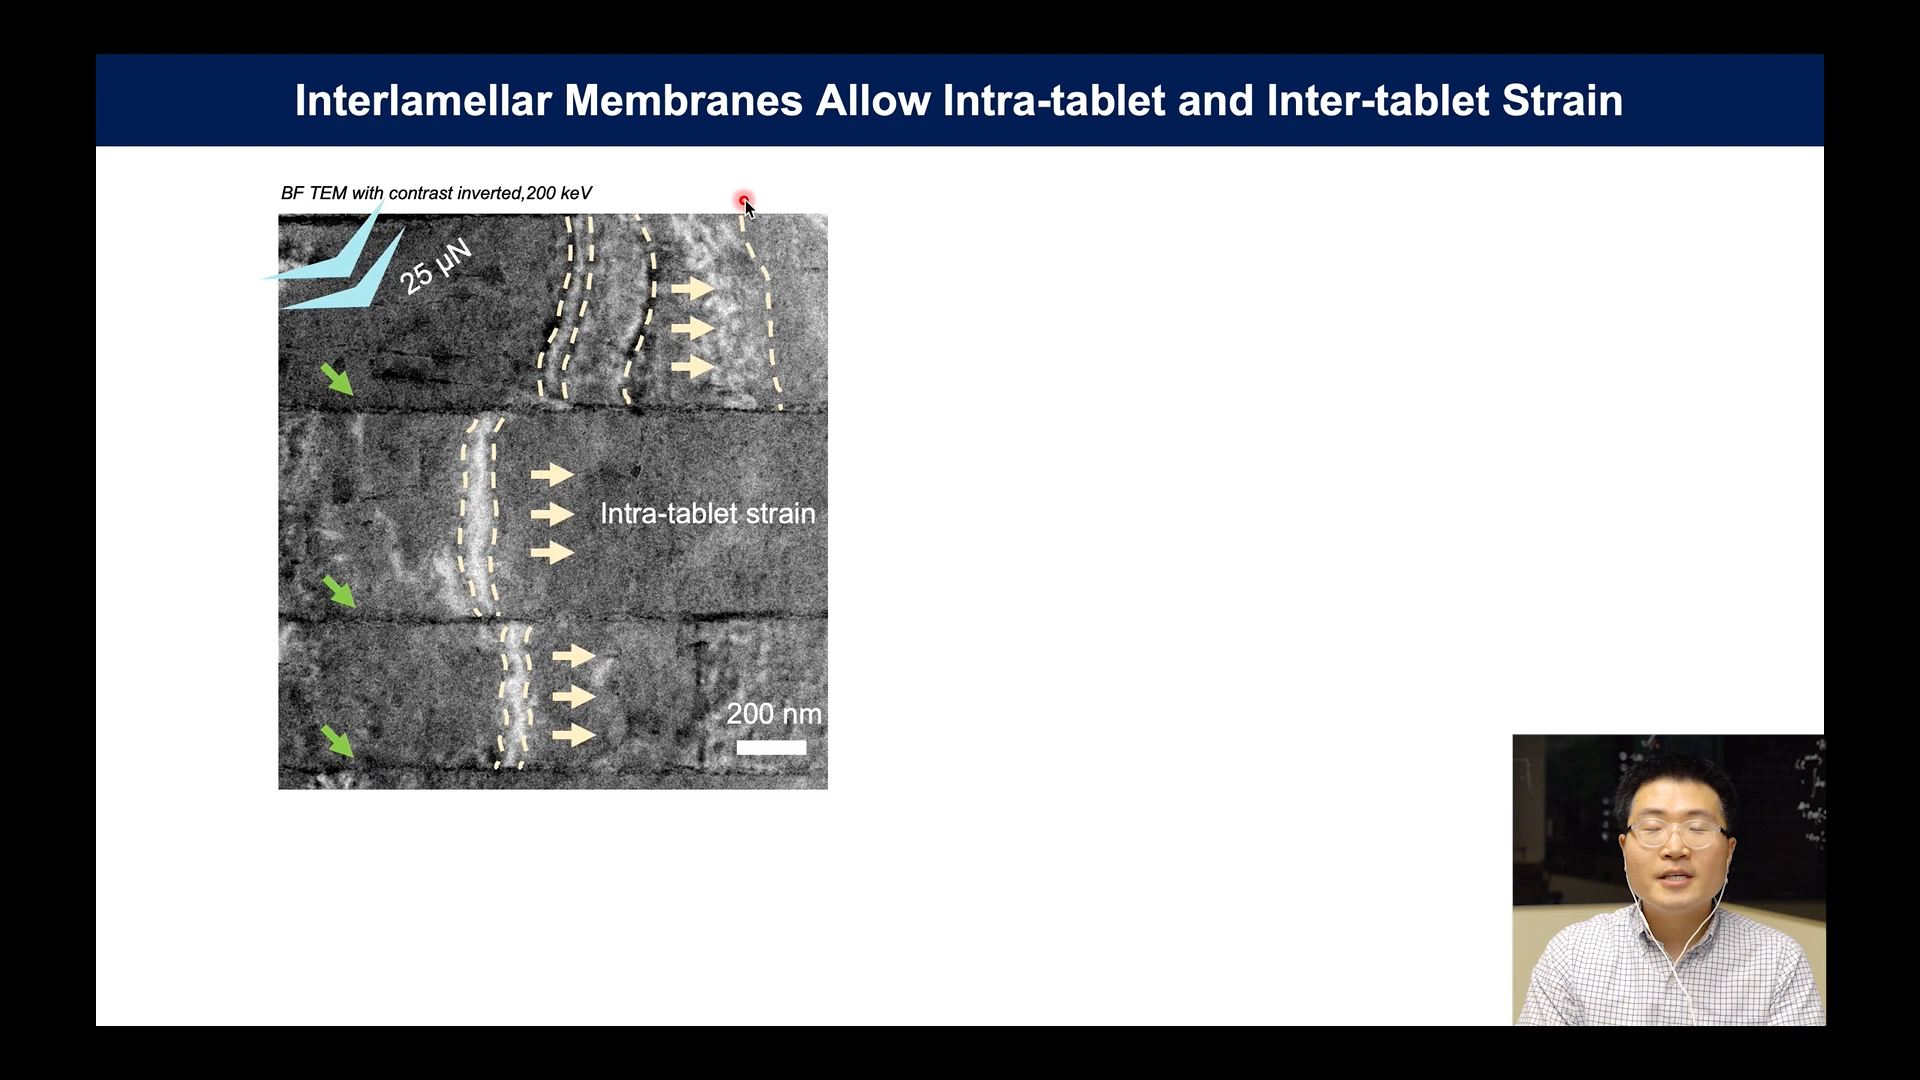 Interlamellar Membranes Allow Intra-tablet and Inter-tablet Strain
BF TEM with contrast inverted,200 keV
25 µN
Intra-tablet strain
200 nm